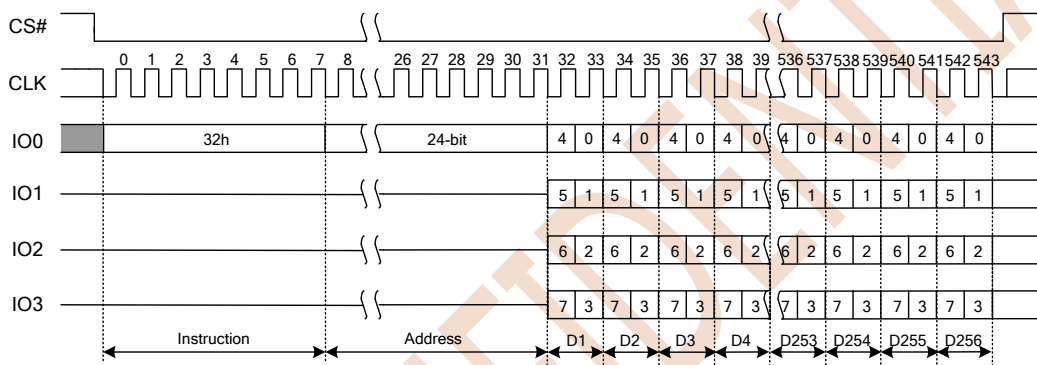 CS#
0 1 2 3 4 5 6 7 8 26 27 28 29 30 31 32 33 34 35 36 37 38 39 536 537 538 539 540 541 542 543
CLK
IO0 32h 24-bit 4 0 4 0 4 0 4 0 4 0 4 0 4 0 4 0
IO1 5 1 5 1 5 1 5 1 5 1 5 1 5 1 5 1
IO2 6 2 6 2 6 2 6 2 6 2 6 2 6 2 6 2
IO3 7 3 7 3 7 3 7 3 7 3 7 3 7 3 7 3
Instruction Address D1 D2 D3 D4 D253 D254 D255 D256